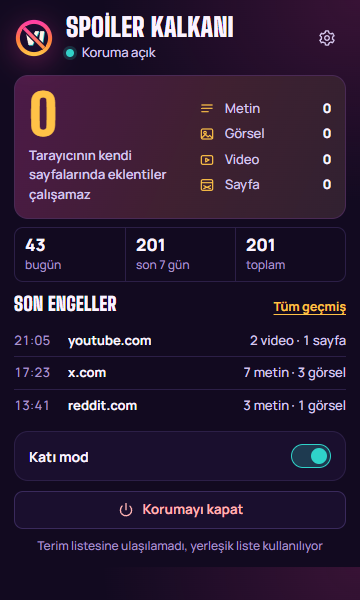 SPOİLER KALKANI
Koruma açık
0
Tarayıcının kendi
sayfalarında eklentiler
çalışamaz
Metin 0
Görsel 0
Video 0
Sayfa 0
43 201 201
bugün son 7 gün toplam
SON ENGELLER Tüm geçmiş
21:05 youtube.com 2 video · 1 sayfa
17:23 x.com 7 metin · 3 görsel
13:41 reddit.com 3 metin · 1 görsel
Katı mod
Korumayı kapat
Terim listesine ulaşılamadı, yerleşik liste kullanılıyor